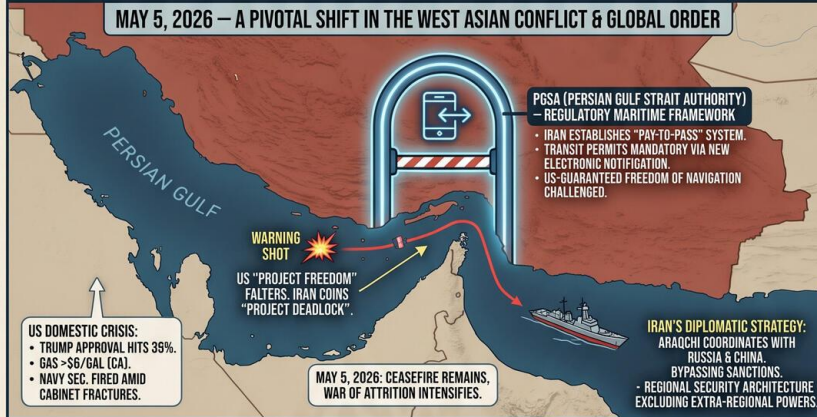 MAY 5, 2026 – A PIVOTAL SHIFT IN THE WEST ASIAN CONFLICT & GLOBAL ORDER
PGSA (PERSIAN GULF STRAIT AUTHORITY)
– REGULATORY MARITIME FRAMEWORK
• IRAN ESTABLISHES "PAY-TO-PASS" SYSTEM.
• TRANSIT PERMITS MANDATORY VIA NEW
ELECTRONIC NOTIFIGATION.
• US-GUARANTEED FREEDOM OF NAVIGATION
CHALLENGED.
PERSIAN GULF
WARNING
SHOT
US "PROJECT FREEDOM"
FALTERS. IRAN COINS
"PROJECT DEADLOCK".
US DOMESTIC CRISIS:
• TRUMP APPROVAL HITS 39%.
• GAS >$6/GAL (CA).
• NAVY SEC. FIRED AMID
CABINET FRACTURES.
MAY 5, 2026: CEASEFIRE REMAINS,
WAR OF ATTRITION INTENSIFIES.
IRAN'S DIPLOMATIC STRATEGY:
ARAQCHI COORDINATES WITH
RUSSIA & CHINA.
BYPASSING SANCTIONS.
- REGIONAL SECURITY ARCHITECTURE
EXCLUDING EXTRA-REGIONAL POWERS.